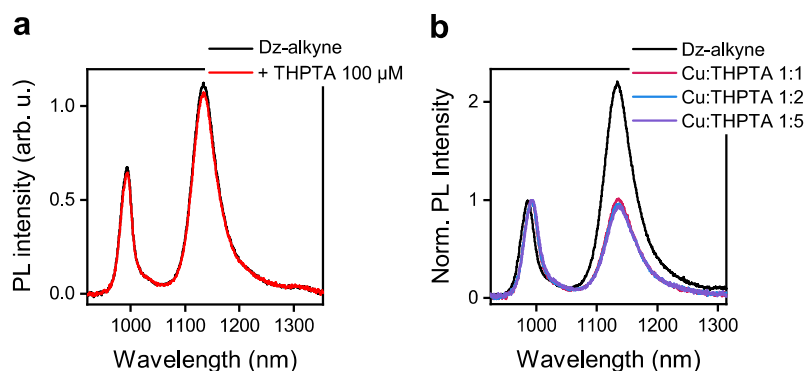 a
Dz-alkyne
+ THPTA 100 µM
1.0
0.5
0.0
PL intensity (arb. u.)
1000 1100 1200 1300
Wavelength (nm)
b
Dz-alkyne
Cu:THPTA 1:1
Cu:THPTA 1:2
Cu:THPTA 1:5
2
1
0
Norm. PL Intensity
1000 1100 1200 1300
Wavelength (nm)